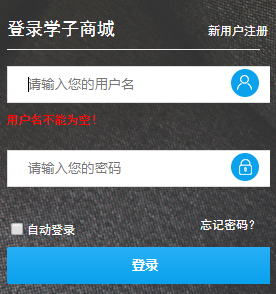 登录学子商城
新用户注册
请输入您的用户名
用户名不能为空!
请输入您的密码
自动登录
忘记密码?
登录